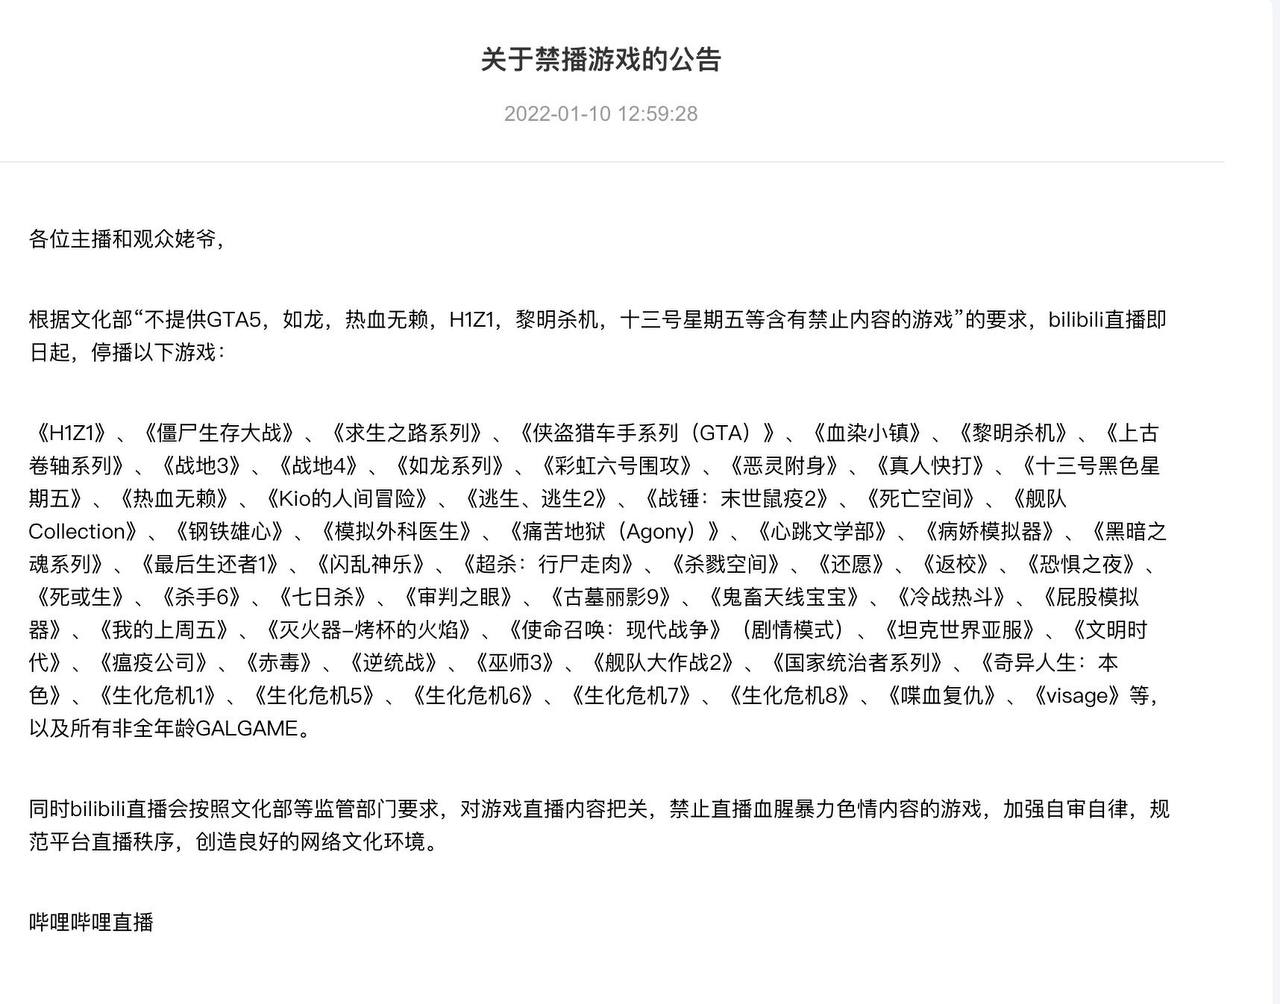 关于禁播游戏的公告
2022-01-10 12:59:28
各位主播和观众姥爷，
根据文化部“不提供GTA5，如龙，热血无赖，H1Z1，黎明杀机，十三号星期五等含有禁止内容的游戏”的要求，bilibili直播即
日起，停播以下游戏：
《H1Z1》、《僵尸生存大战》、《求生之路系列》、《侠盗猎车手系列（GTA）》、《血染小镇》、《黎明杀机》、《上古
卷轴系列》、《战地3》、《战地4》、《如龙系列》、《彩虹六号围攻》、《恶灵附身》、《真人快打》、《十三号黑色星
期五》、《热血无赖》、《Kio的人间冒险》、《逃生、逃生2》、《战锤：末世鼠疫2》、《死亡空间》、《舰队
Collection》、《钢铁雄心》、《模拟外科医生》、《痛苦地狱（Agony）》、《心跳文学部》、《病娇模拟器》、《黑暗之
魂系列》、《最后生还者1》、《闪乱神乐》、《超杀：行尸走肉》、《杀戮空间》、《还愿》、《返校》、《恐惧之夜》、
《死或生》、《杀手6》、《七日杀》、《审判之眼》、《古墓丽影9》、《鬼畜天线宝宝》、《冷战热斗》、《屁股模拟
器》、《我的上周五》、《灭火器–烤杯的火焰》、《使命召唤：现代战争》（剧情模式）、《坦克世界亚服》、《文明时
代》、《瘟疫公司》、《赤毒》、《逆统战》、《巫师3》、《舰队大作战2》、《国家统治者系列》、《奇异人生：本
色》、《生化危机1》、《生化危机5》、《生化危机6》、《生化危机7》、《生化危机8》、《喋血复仇》、《visage》等，
以及所有非全年龄GALGAME。
同时bilibili直播会按照文化部等监管部门要求，对游戏直播内容把关，禁止直播血腥暴力色情内容的游戏，加强自审自律，规
范平台直播秩序，创造良好的网络文化环境。
哔哩哔哩直播